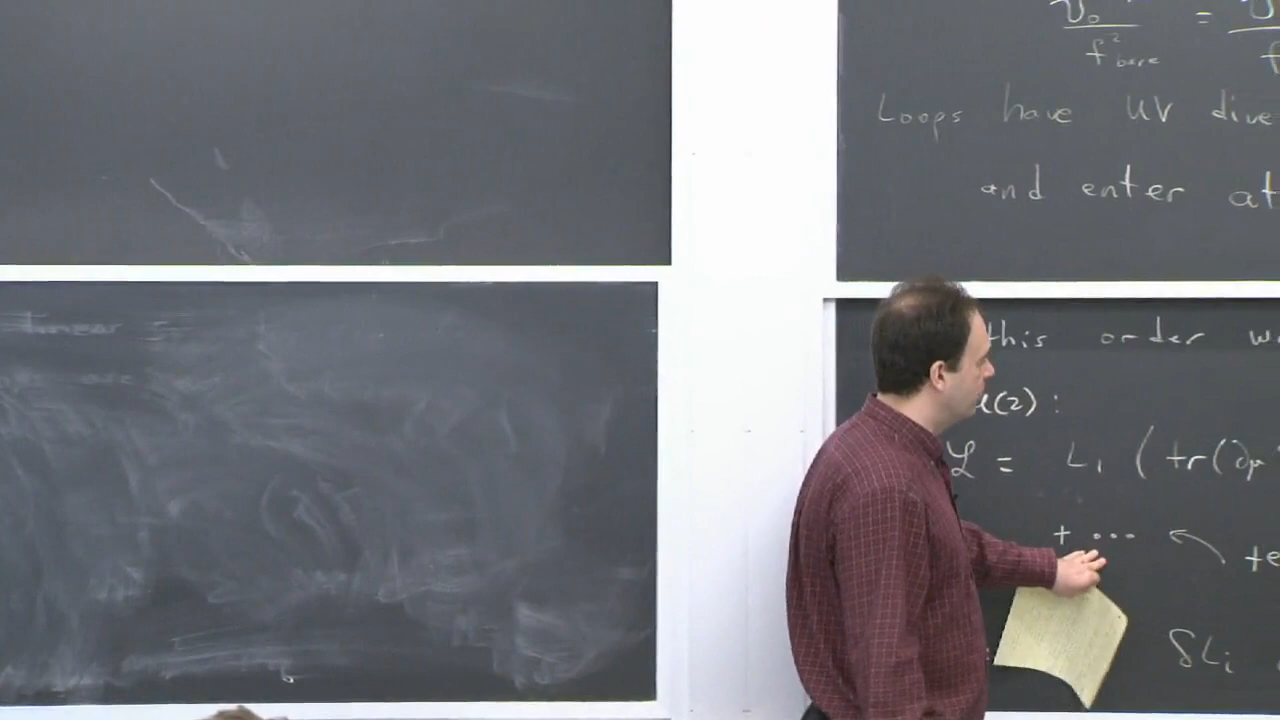 v₀ =
f²bare f
Loops have UV dive
and enter at
this order w
u(2) :
ℒ = L₁ ( tr(∂μ
+ ... te
δLᵢ